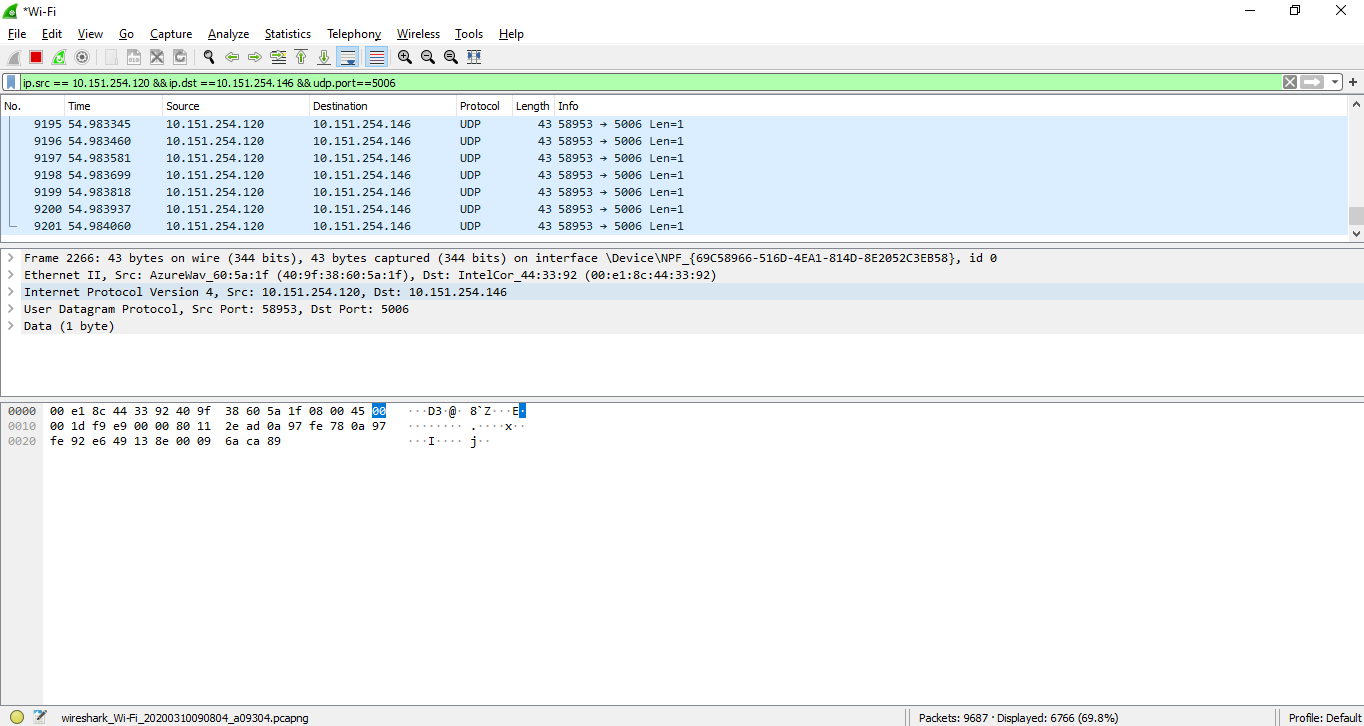 *Wi-Fi
File Edit View Go Capture Analyze Statistics Telephony Wireless Tools Help
ip.src == 10.151.254.120 && ip.dst ==10.151.254.146 && udp.port==5006
No. Time Source Destination Protocol Length Info
9195 54.983345 10.151.254.120 10.151.254.146 UDP 43 58953 → 5006 Len=1
9196 54.983460 10.151.254.120 10.151.254.146 UDP 43 58953 → 5006 Len=1
9197 54.983581 10.151.254.120 10.151.254.146 UDP 43 58953 → 5006 Len=1
9198 54.983699 10.151.254.120 10.151.254.146 UDP 43 58953 → 5006 Len=1
9199 54.983818 10.151.254.120 10.151.254.146 UDP 43 58953 → 5006 Len=1
9200 54.983937 10.151.254.120 10.151.254.146 UDP 43 58953 → 5006 Len=1
9201 54.984060 10.151.254.120 10.151.254.146 UDP 43 58953 → 5006 Len=1
Frame 2266: 43 bytes on wire (344 bits), 43 bytes captured (344 bits) on interface \Device\NPF_{69C58966-516D-4EA1-814D-8E2052C3EB58}, id 0
Ethernet II, Src: AzureWav_60:5a:1f (40:9f:38:60:5a:1f), Dst: IntelCor_44:33:92 (00:e1:8c:44:33:92)
Internet Protocol Version 4, Src: 10.151.254.120, Dst: 10.151.254.146
User Datagram Protocol, Src Port: 58953, Dst Port: 5006
Data (1 byte)
0000 00 e1 8c 44 33 92 40 9f 38 60 5a 1f 08 00 45 00 ···D3·@· 8`Z···E·
0010 00 1d f9 e9 00 00 80 11 2e ad 0a 97 fe 78 0a 97 ········ .····x··
0020 fe 92 e6 49 13 8e 00 09 6a ca 89 ···I···· j··
wireshark_Wi-Fi_20200310090804_a09304.pcapng Packets: 9687 · Displayed: 6766 (69.8%) Profile: Default